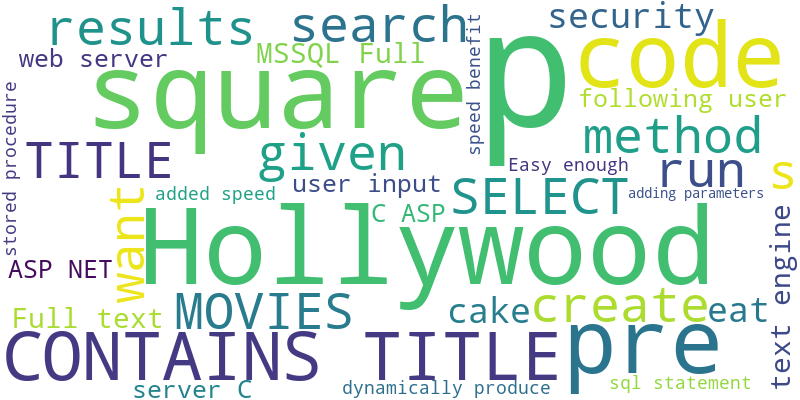 results
search
security
p
web server
MSSQL Full
speed benefit
code
square
following user
stored procedure
TITLE
given
method
Easy enough
run
s
want
added speed
user input
C ASP
SELECT
adding parameters
Hollywood
text engine
ASP NET
Full text
MOVIES
cake
create
eat
CONTAINS TITLE
pre
server C
dynamically produce
sql statement